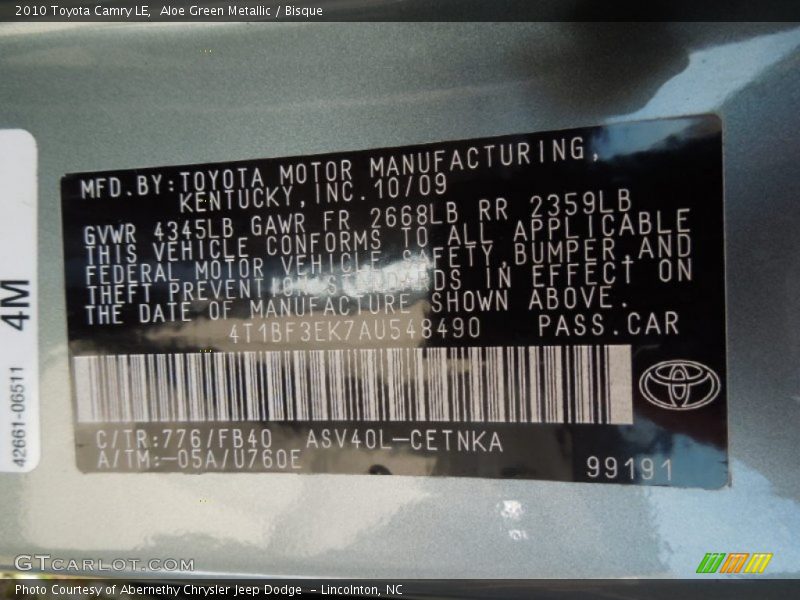 2010 Toyota Camry LE,  Aloe Green Metallic / Bisque
MFD.BY:TOYOTA MOTOR MANUFACTURING,
KENTUCKY,INC.10/09
GVWR 4345LB GAWR FR 2668LB RR 2359LB
THIS VEHICLE CONFORMS TO ALL APPLICABLE
FEDERAL MOTOR VEHICLE SAFETY,BUMPER,AND
THEFT PREVENTION STANDARDS IN EFFECT ON
THE DATE OF MANUFACTURE SHOWN ABOVE.
4T1BF3EK7AU548490 PASS.CAR
C/TR:776/FB40 ASV40L-CETNKA
A/TM:-05A/U760E
99191
4M
42661-06511
GTCARLOT.COM
Photo Courtesy of Abernethy Chrysler Jeep Dodge  – Lincolnton, NC